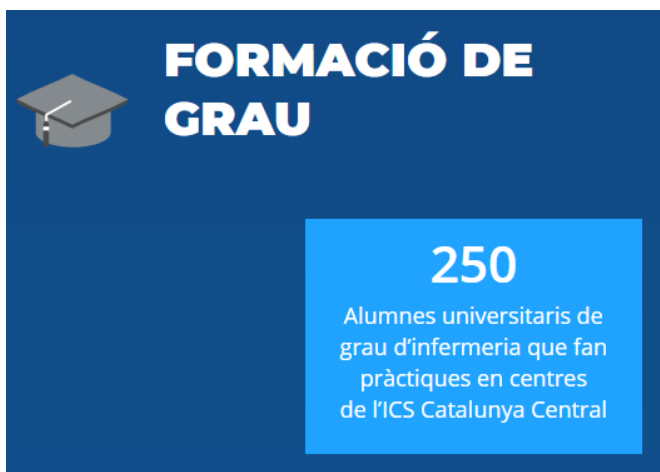 FORMACIÓ DE
GRAU
250
Alumnes universitaris de
grau d'infermeria que fan
pràctiques en centres
de l'ICS Catalunya Central